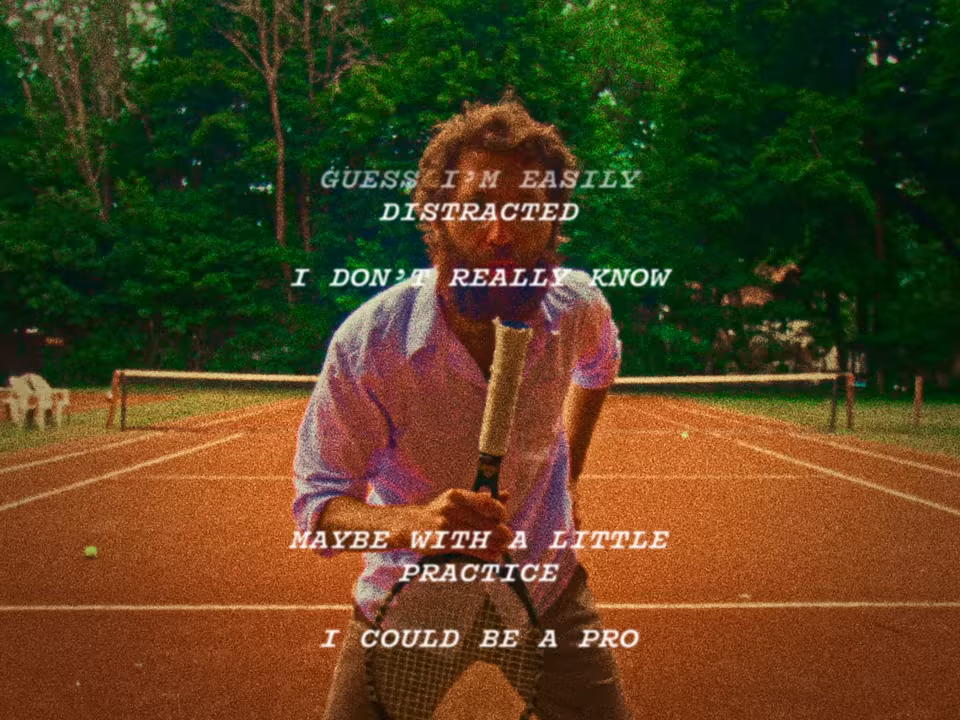 GUESS I'M EASILY
DISTRACTED
I DON'T REALLY KNOW
MAYBE WITH A LITTLE
PRACTICE
I COULD BE A PRO